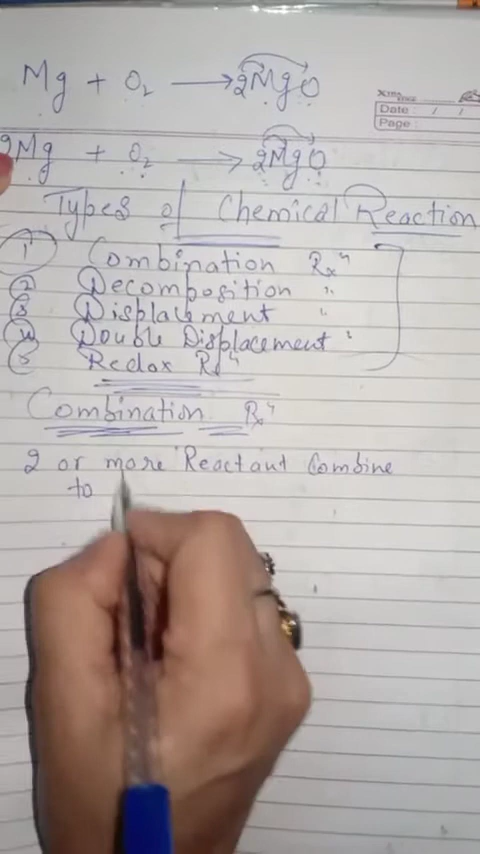 Mg + O₂ → 2MgO
Date : / /
Page :
2Mg + O₂ → 2MgO
Types of Chemical Reaction
① Combination Rxⁿ
② Decomposition "
③ Displacement "
④ Double Displacement "
⑤ Redox Rxⁿ
Combination Rxⁿ
2 or more Reactant Combine
to